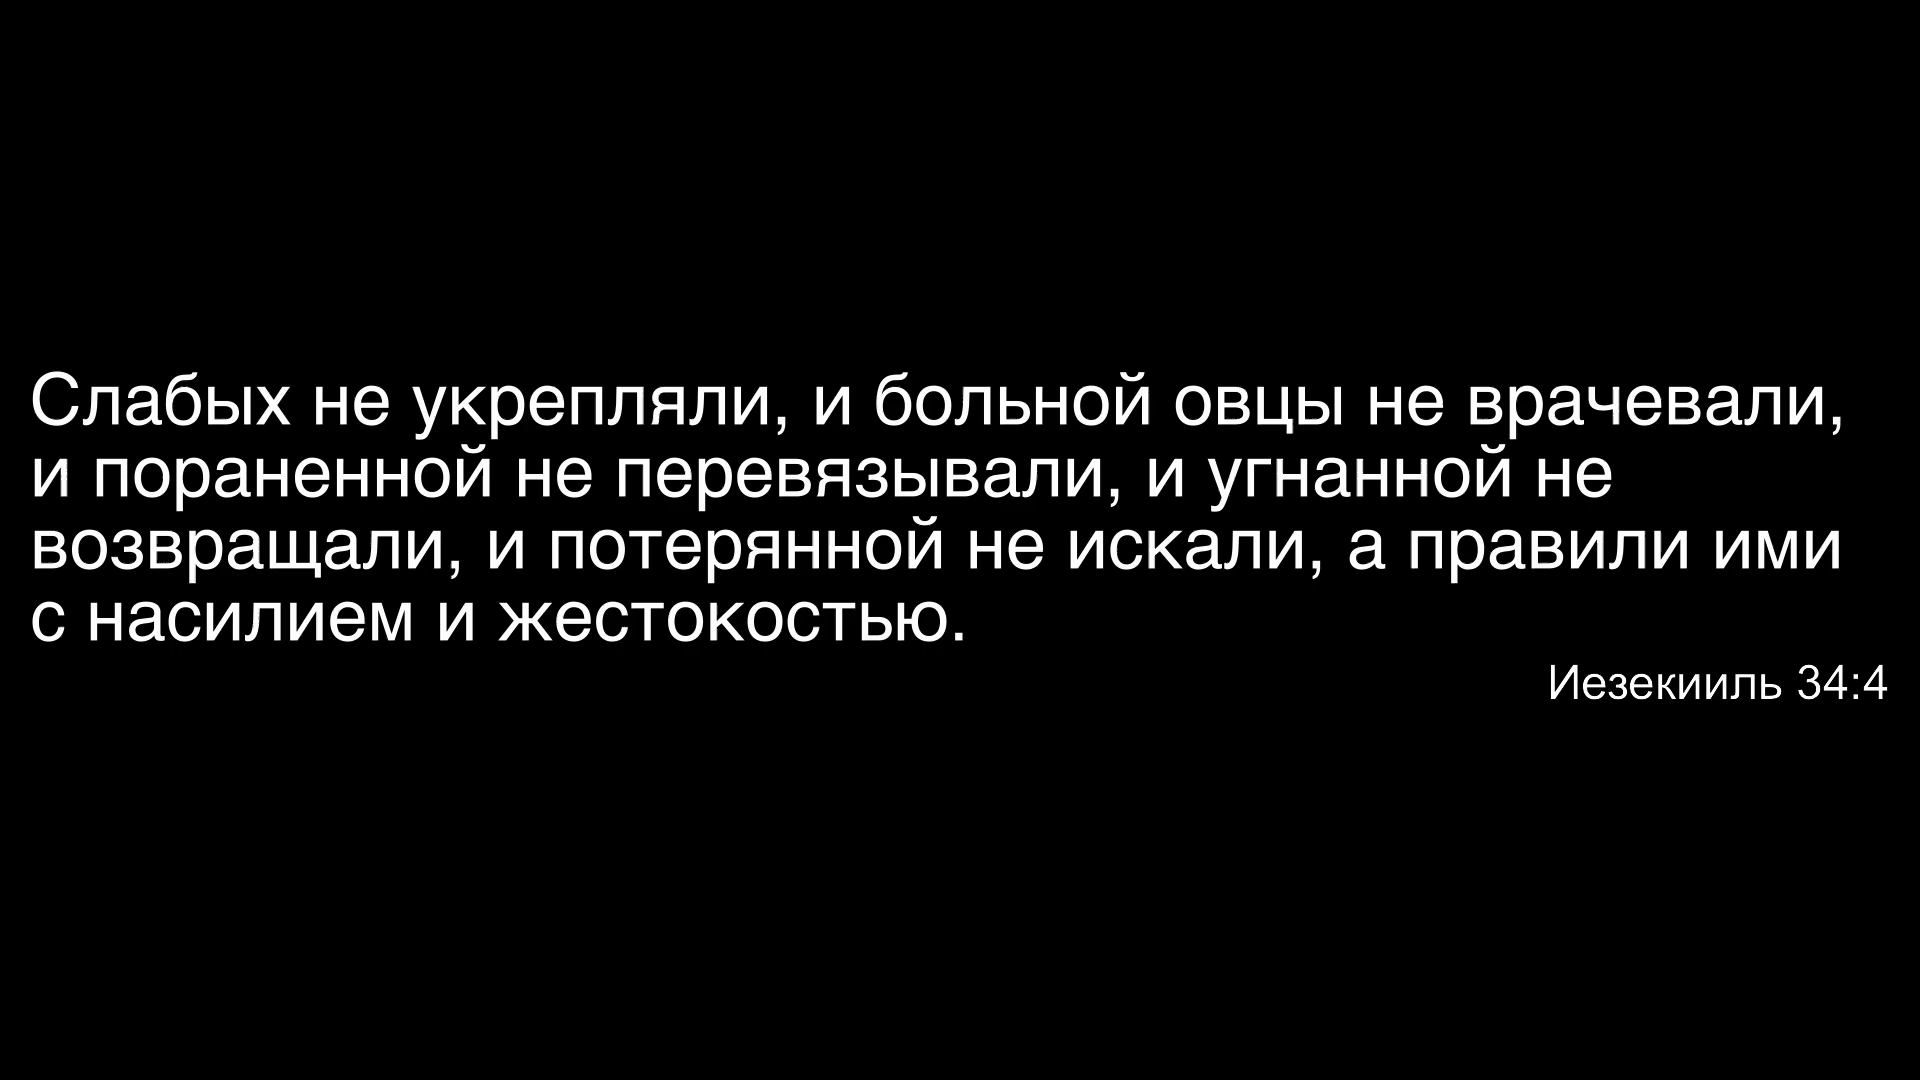 Слабых не укрепляли, и больной овцы не врачевали,
и пораненной не перевязывали, и угнанной не
возвращали, и потерянной не искали, а правили ими
с насилием и жестокостью.
Иезекииль 34:4